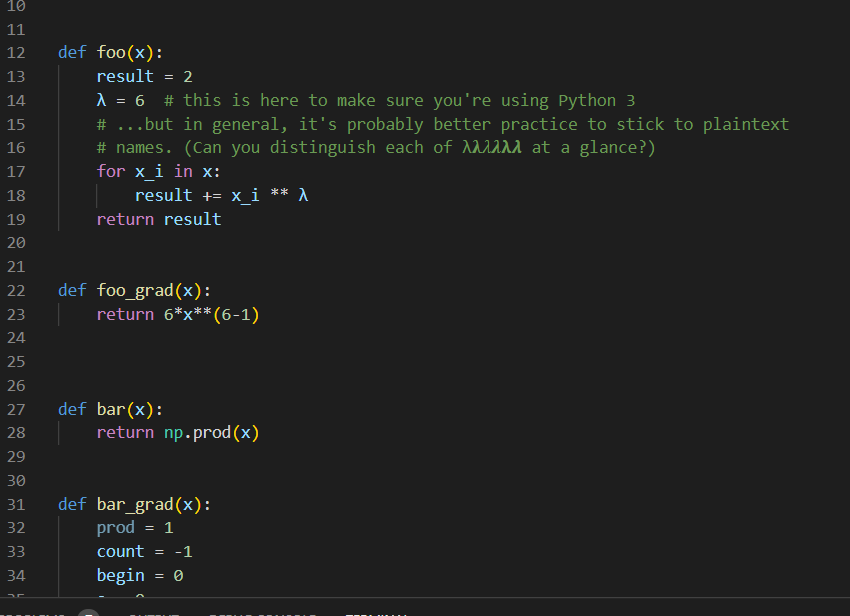 10
11
12 def foo(x):
13 result = 2
14 λ = 6 # this is here to make sure you're using Python 3
15 # ...but in general, it's probably better practice to stick to plaintext
16 # names. (Can you distinguish each of λ𝛌𝜆𝝀𝝺𝞴 at a glance?)
17 for x_i in x:
18 result += x_i ** λ
19 return result
20
21
22 def foo_grad(x):
23 return 6*x**(6-1)
24
25
26
27 def bar(x):
28 return np.prod(x)
29
30
31 def bar_grad(x):
32 prod = 1
33 count = -1
34 begin = 0